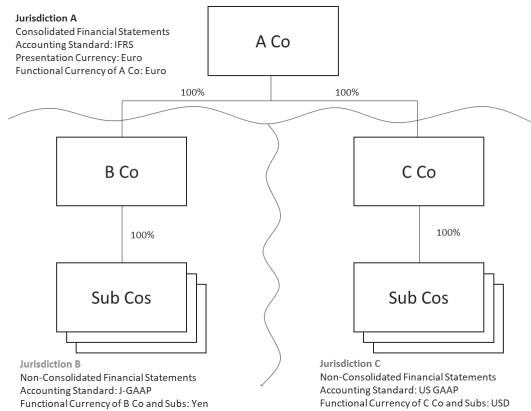 Jurisdiction A
Consolidated Financial Statements
Accounting Standard: IFRS
Presentation Currency: Euro
Functional Currency of A Co: Euro
A Co
100%
100%
B Co
C Co
100%
100%
Sub Cos
Sub Cos
Jurisdiction B
Non-Consolidated Financial Statements
Accounting Standard: J-GAAP
Functional Currency of B Co and Subs: Yen
Jurisdiction C
Non-Consolidated Financial Statements
Accounting Standard: US GAAP
Functional Currency of C Co and Subs: USD